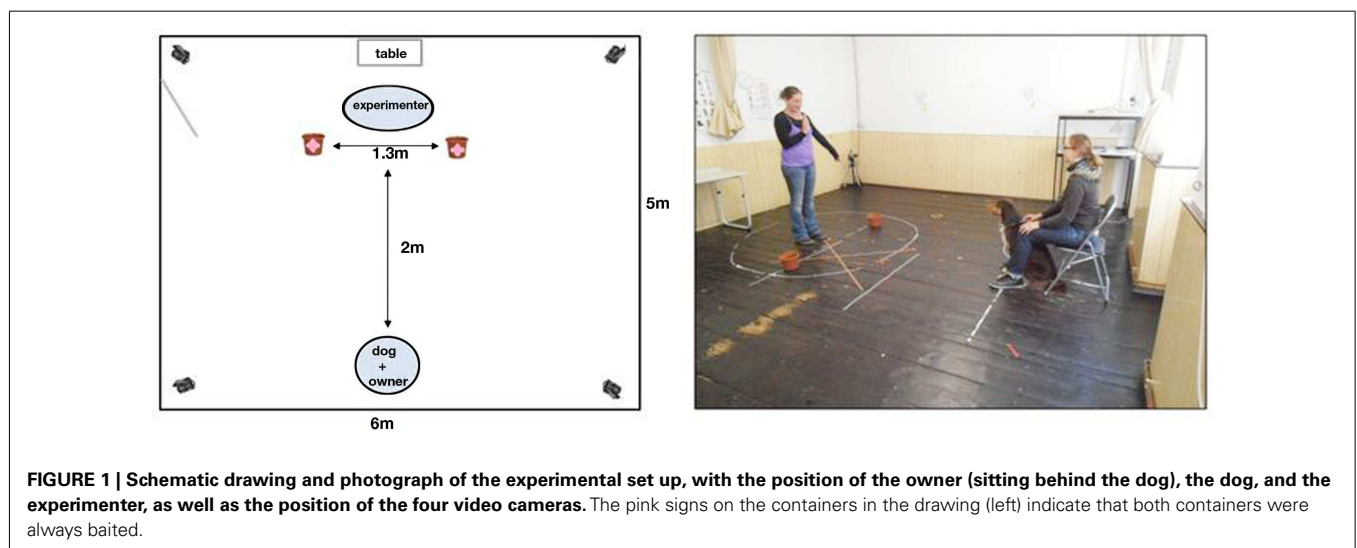 table
experimenter
1.3m
5m
2m
dog
+
owner
6m
FIGURE 1 | Schematic drawing and photograph of the experimental set up, with the position of the owner (sitting behind the dog), the dog, and the
experimenter, as well as the position of the four video cameras. The pink signs on the containers in the drawing (left) indicate that both containers were
always baited.